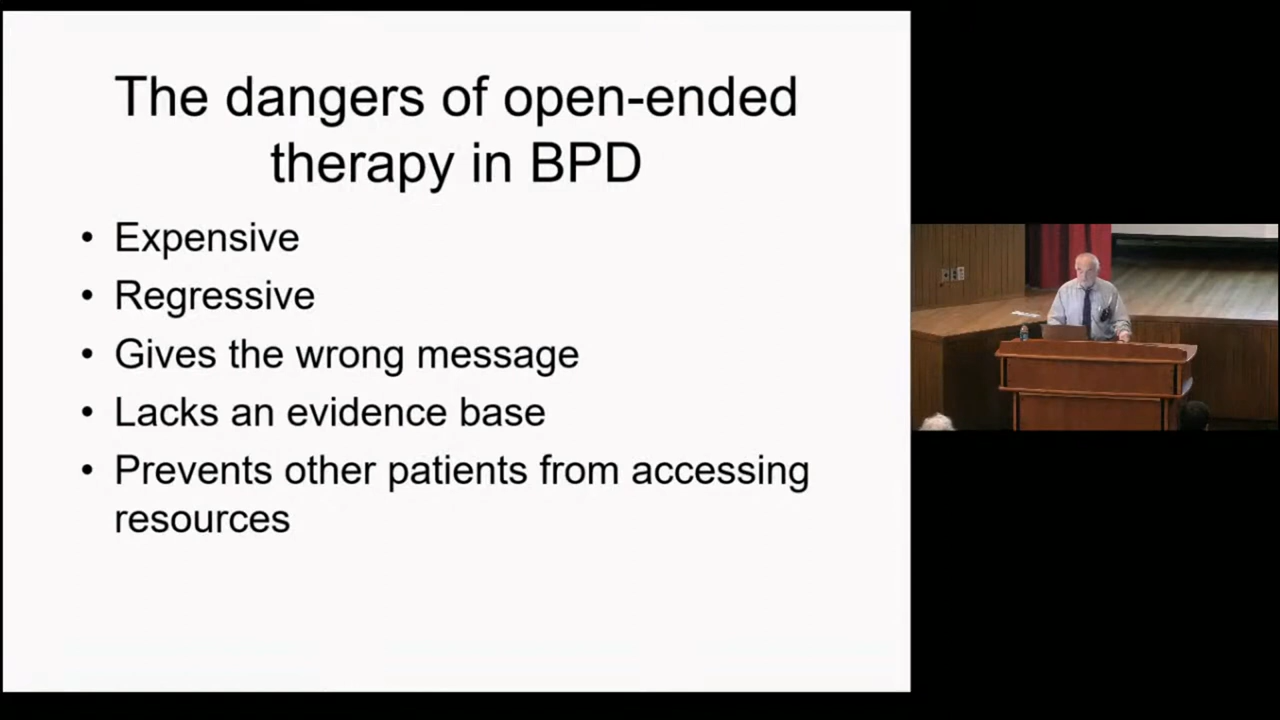 The dangers of open-ended
therapy in BPD
• Expensive
• Regressive
• Gives the wrong message
• Lacks an evidence base
• Prevents other patients from accessing
resources